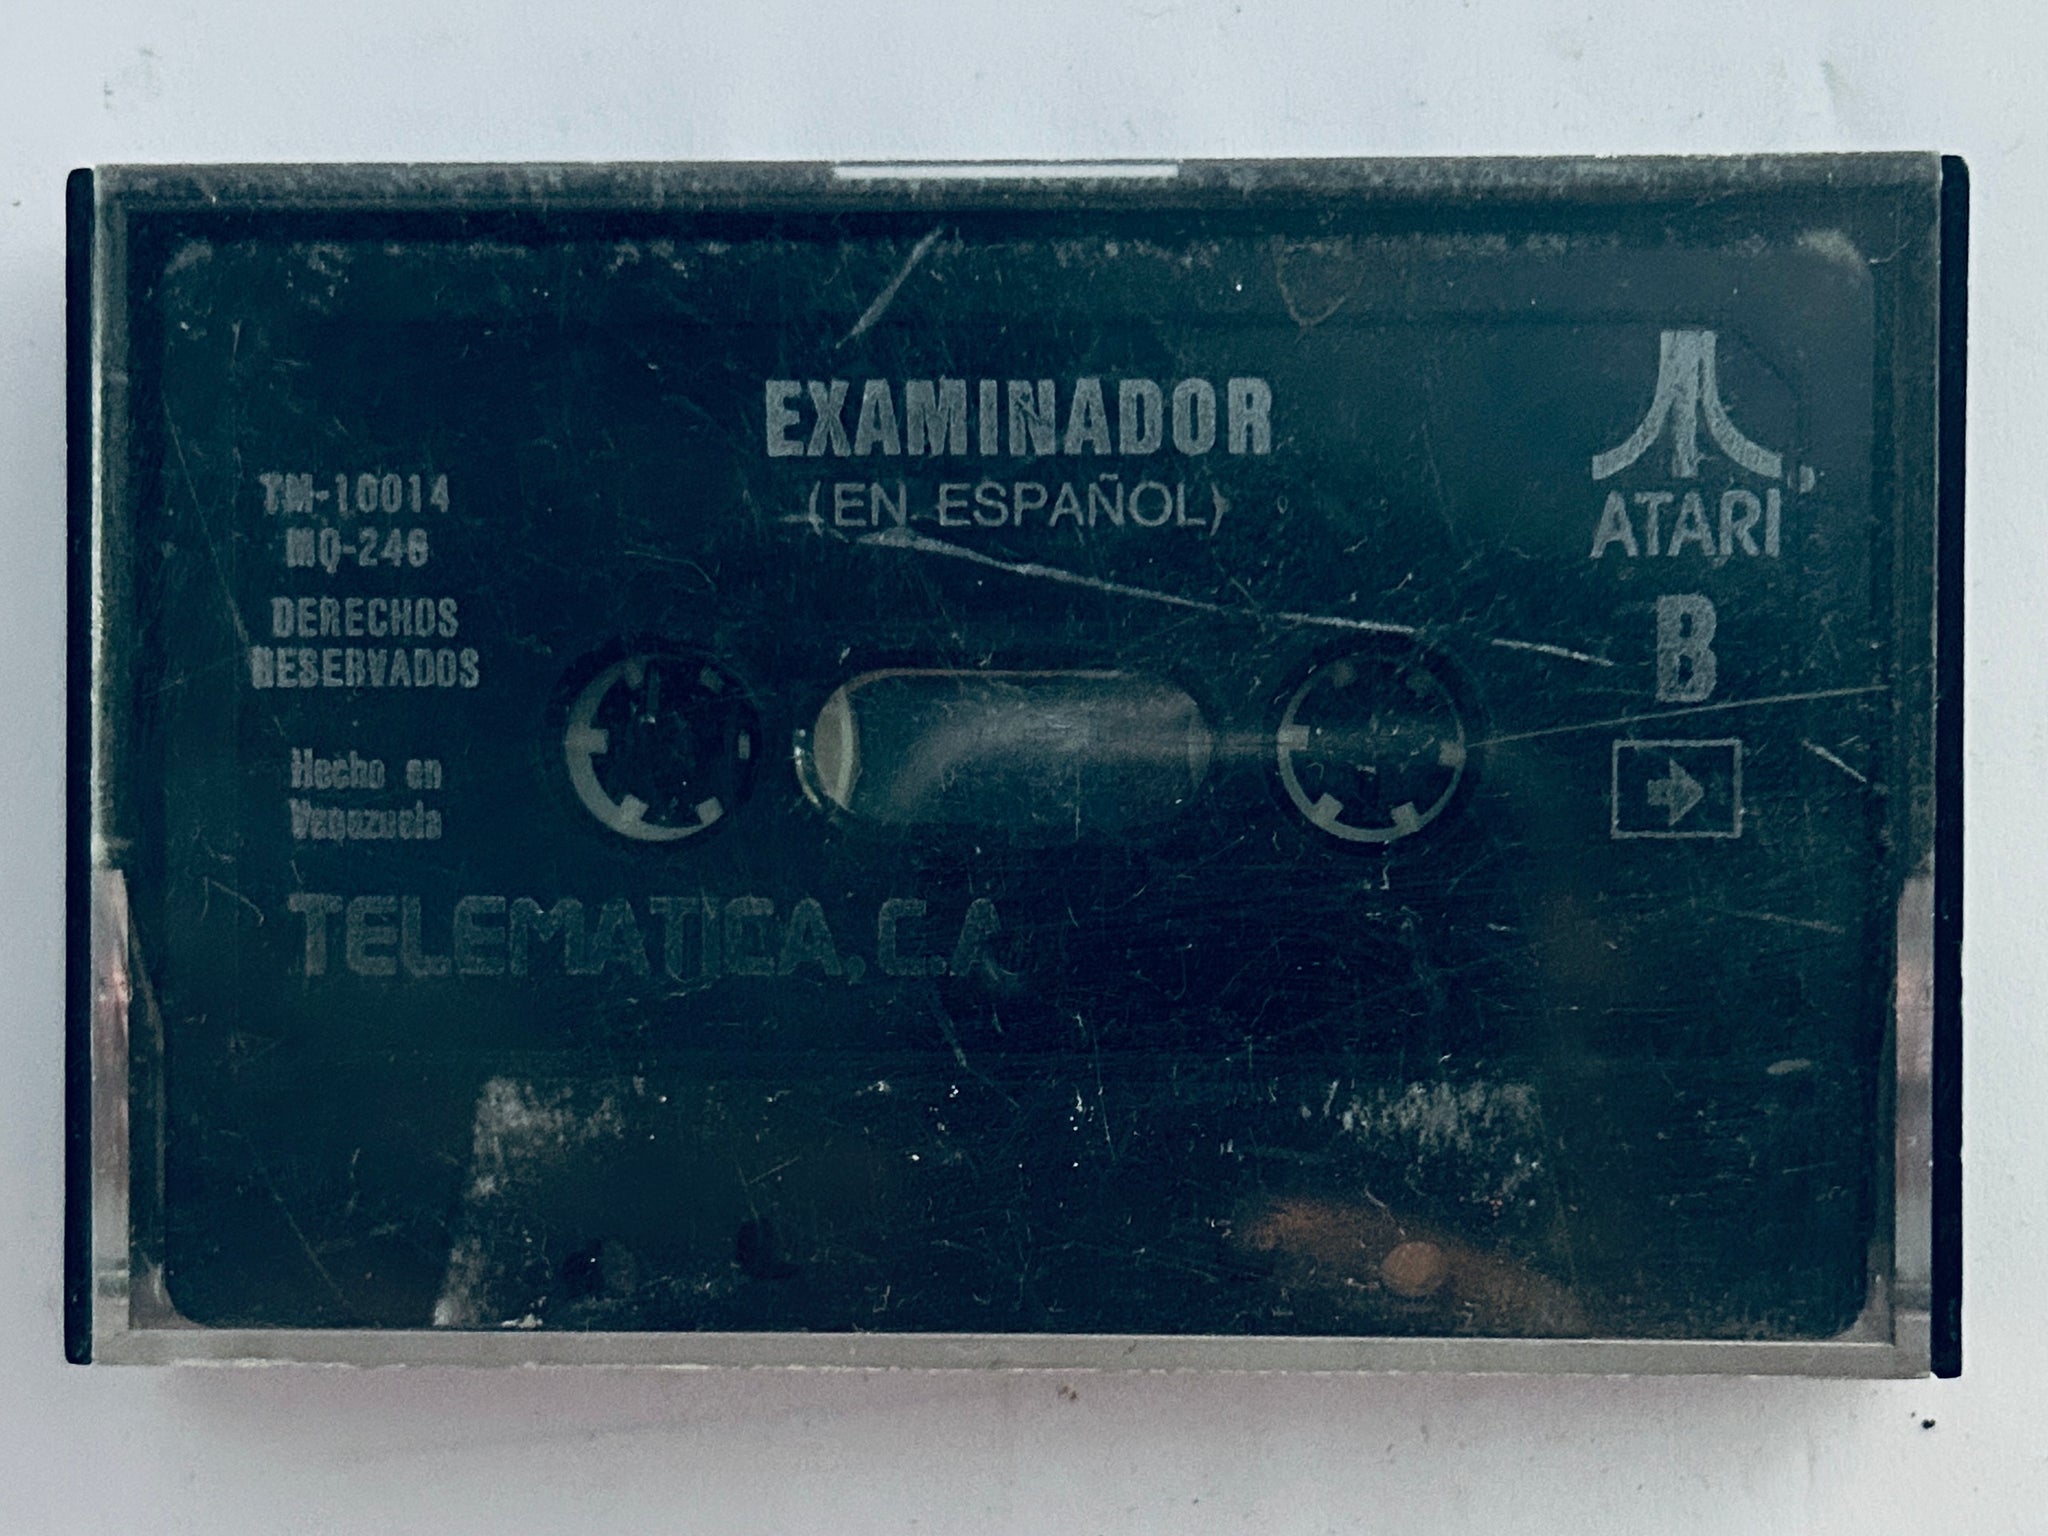 EXAMINADOR
(EN ESPAÑOL)
TM-10014
MQ-246
DERECHOS
RESERVADOS
Hecho en
Venezuela
TELEMATICA, C.A
ATARI
B